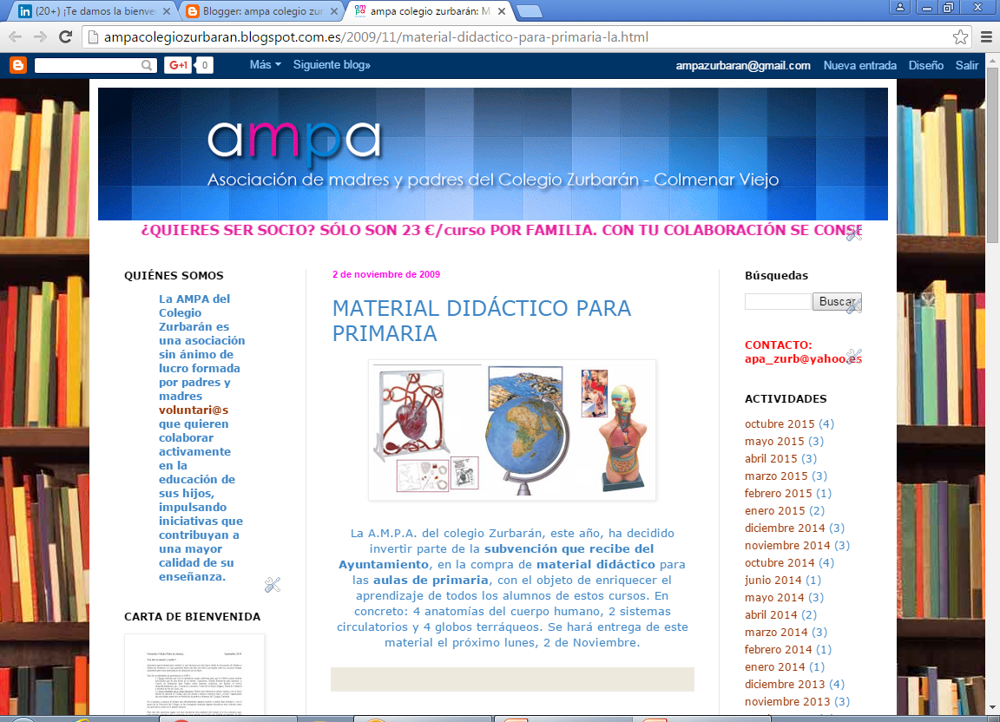 (20+) ¡Te damos la bienve
Blogger: ampa colegio zur
ampa colegio zurbarán: M
ampacolegiozurbaran.blogspot.com.es/2009/11/material-didactico-para-primaria-la.html
G+1 0 Más Siguiente blog» ampazurbaran@gmail.com Nueva entrada Diseño Salir
ampa
Asociación de madres y padres del Colegio Zurbarán - Colmenar Viejo
¿QUIERES SER SOCIO? SÓLO SON 23 €/curso POR FAMILIA. CON TU COLABORACIÓN SE CONSE
QUIÉNES SOMOS
La AMPA del
Colegio
Zurbarán es
una asociación
sin ánimo de
lucro formada
por padres y
madres
voluntari@s
que quieren
colaborar
activamente
en la
educación de
sus hijos,
impulsando
iniciativas que
contribuyan a
una mayor
calidad de su
enseñanza.
CARTA DE BIENVENIDA
2 de noviembre de 2009
MATERIAL DIDÁCTICO PARA
PRIMARIA
La A.M.P.A. del colegio Zurbarán, este año, ha decidido
invertir parte de la subvención que recibe del
Ayuntamiento, en la compra de material didáctico para
las aulas de primaria, con el objeto de enriquecer el
aprendizaje de todos los alumnos de estos cursos. En
concreto: 4 anatomías del cuerpo humano, 2 sistemas
circulatorios y 4 globos terráqueos. Se hará entrega de este
material el próximo lunes, 2 de Noviembre.
Búsquedas
Buscar
CONTACTO:
apa_zurb@yahoo.es
ACTIVIDADES
octubre 2015 (4)
mayo 2015 (3)
abril 2015 (3)
marzo 2015 (3)
febrero 2015 (1)
enero 2015 (2)
diciembre 2014 (3)
noviembre 2014 (3)
octubre 2014 (4)
junio 2014 (1)
mayo 2014 (3)
abril 2014 (2)
marzo 2014 (3)
febrero 2014 (1)
enero 2014 (1)
diciembre 2013 (4)
noviembre 2013 (3)